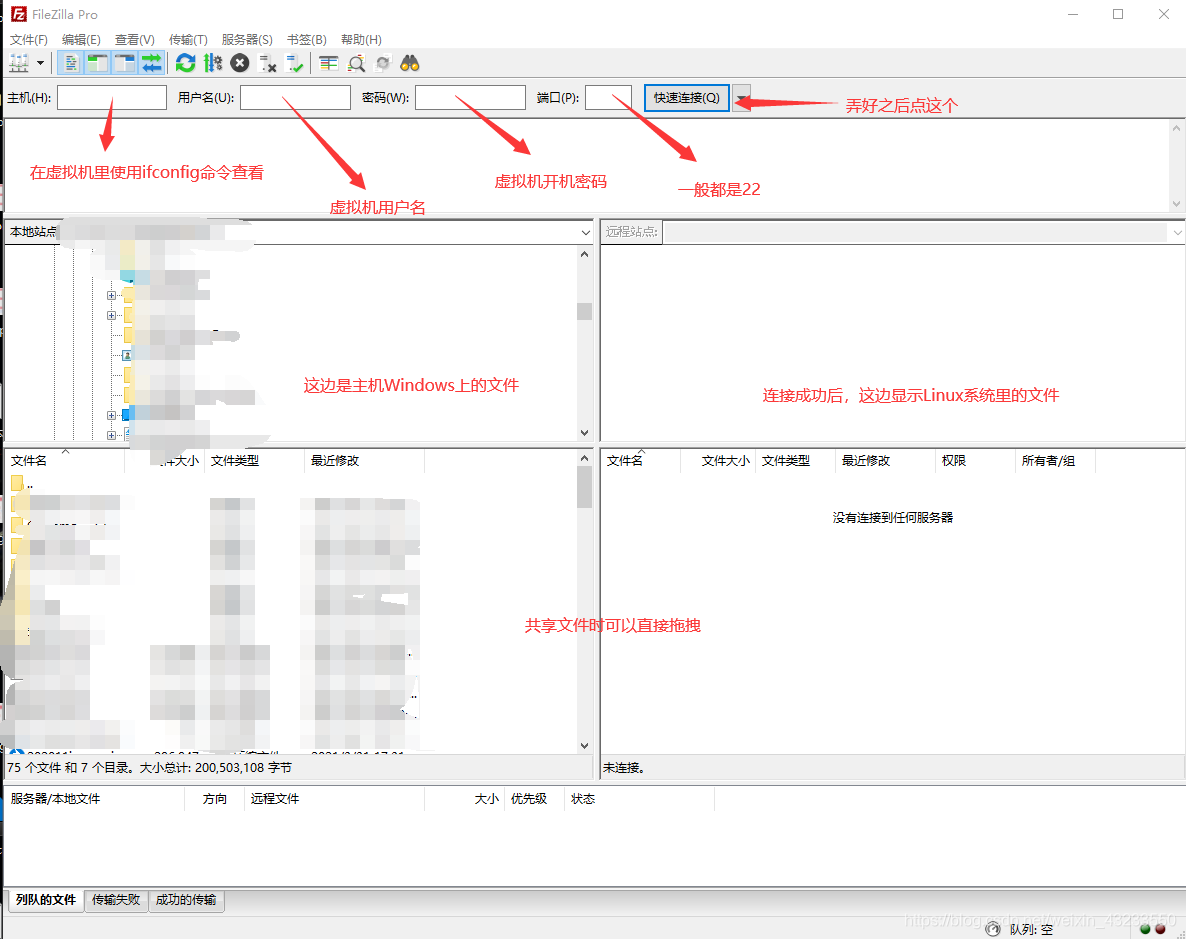 FileZilla Pro
文件(F) 编辑(E) 查看(V) 传输(T) 服务器(S) 书签(B) 帮助(H)
主机(H): 用户名(U): 密码(W): 端口(P): 快速连接(Q)
弄好之后点这个
在虚拟机里使用ifconfig命令查看
虚拟机开机密码
一般都是22
虚拟机用户名
本地站点
远程站点:
这边是主机Windows上的文件
连接成功后，这边显示Linux系统里的文件
文件名 件大小 文件类型 最近修改
文件名 文件大小 文件类型 最近修改 权限 所有者/组
..
没有连接到任何服务器
共享文件时可以直接拖拽
75 个文件 和 7 个目录。大小总计: 200,503,108 字节
未连接。
服务器/本地文件 方向 远程文件 大小 优先级 状态
列队的文件 传输失败 成功的传输
https://blog.csdn.net/weixin_43233550
队列: 空